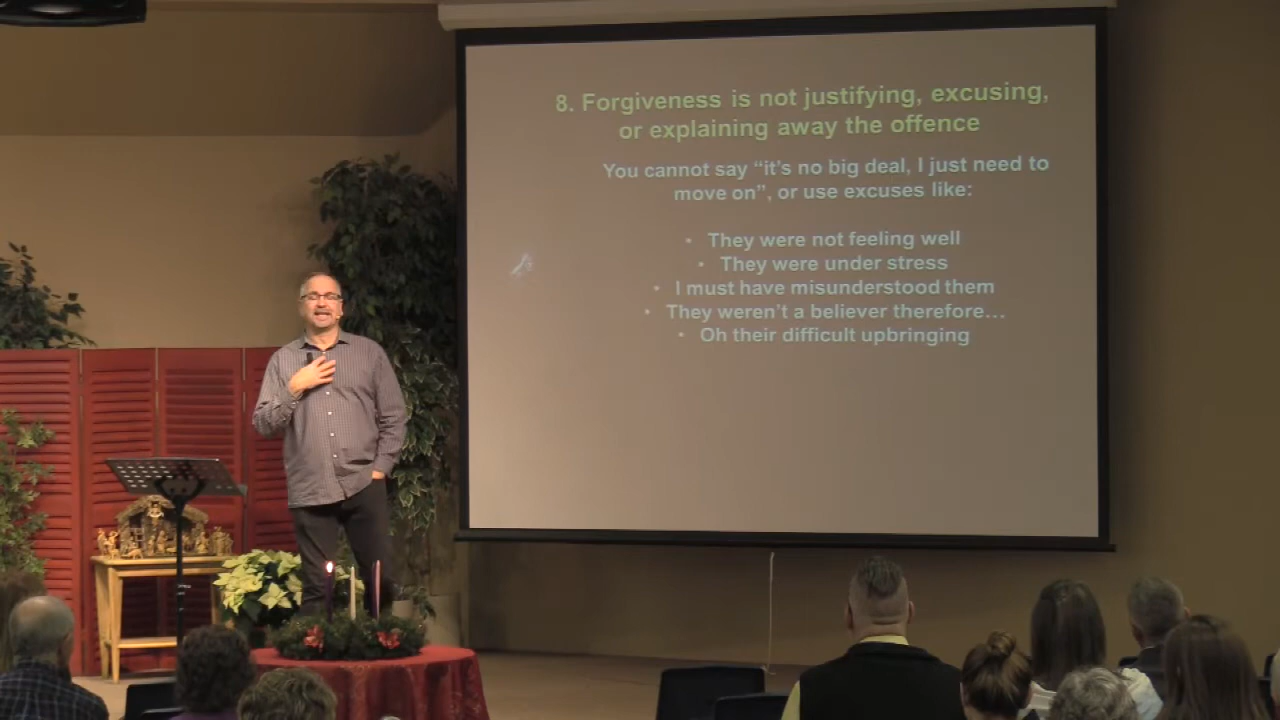 8. Forgiveness is not justifying, excusing,
or explaining away the offence
You cannot say “it's no big deal, I just need to
move on”, or use excuses like:
• They were not feeling well
• They were under stress
• I must have misunderstood them
• They weren't a believer therefore…
• Oh their difficult upbringing